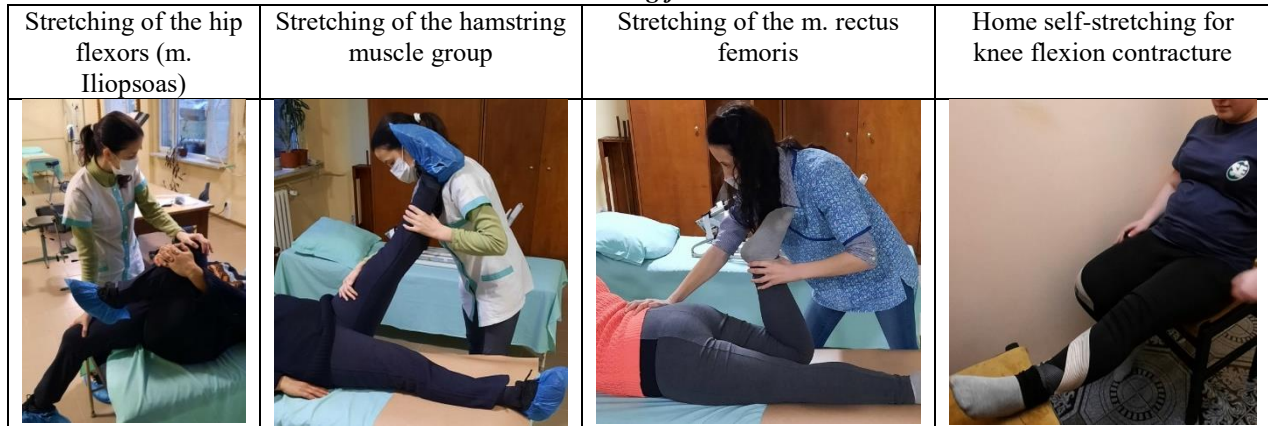 Stretching of the hip
flexors (m.
Iliopsoas)
Stretching of the hamstring
muscle group
Stretching of the m. rectus
femoris
Home self-stretching for
knee flexion contracture